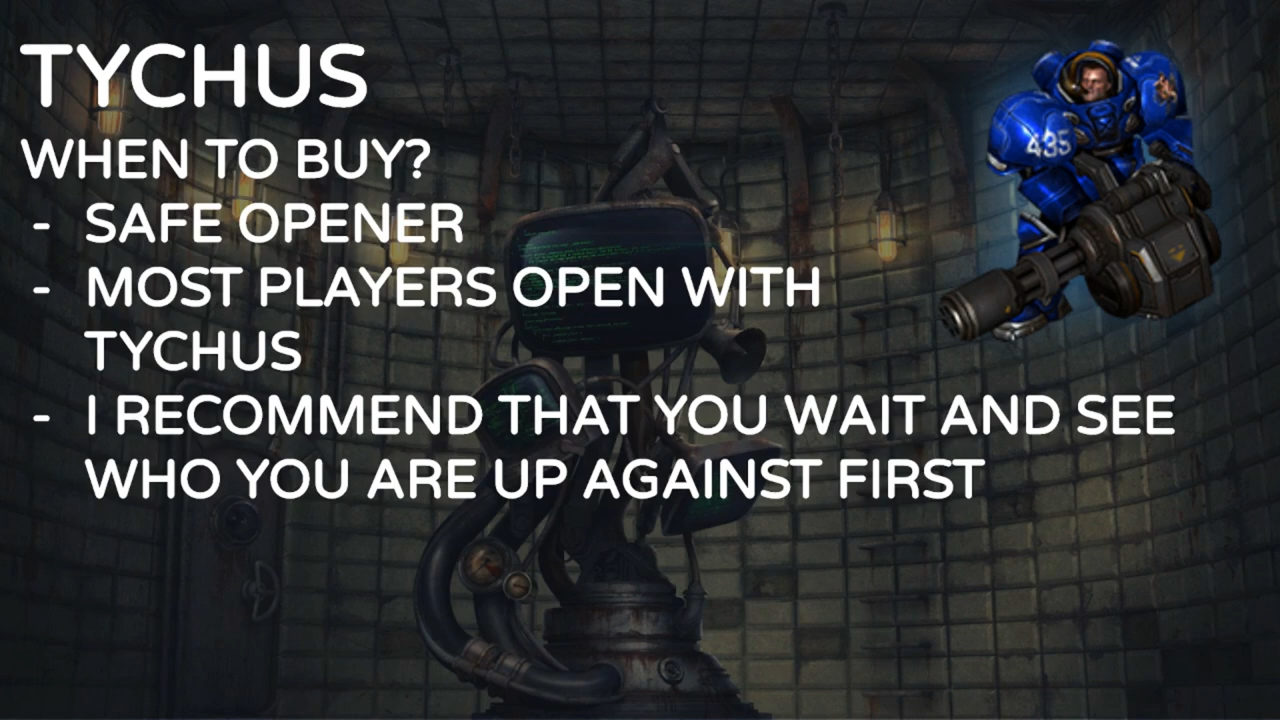 TYCHUS
WHEN TO BUY?
- SAFE OPENER
- MOST PLAYERS OPEN WITH
TYCHUS
- I RECOMMEND THAT YOU WAIT AND SEE
WHO YOU ARE UP AGAINST FIRST
435